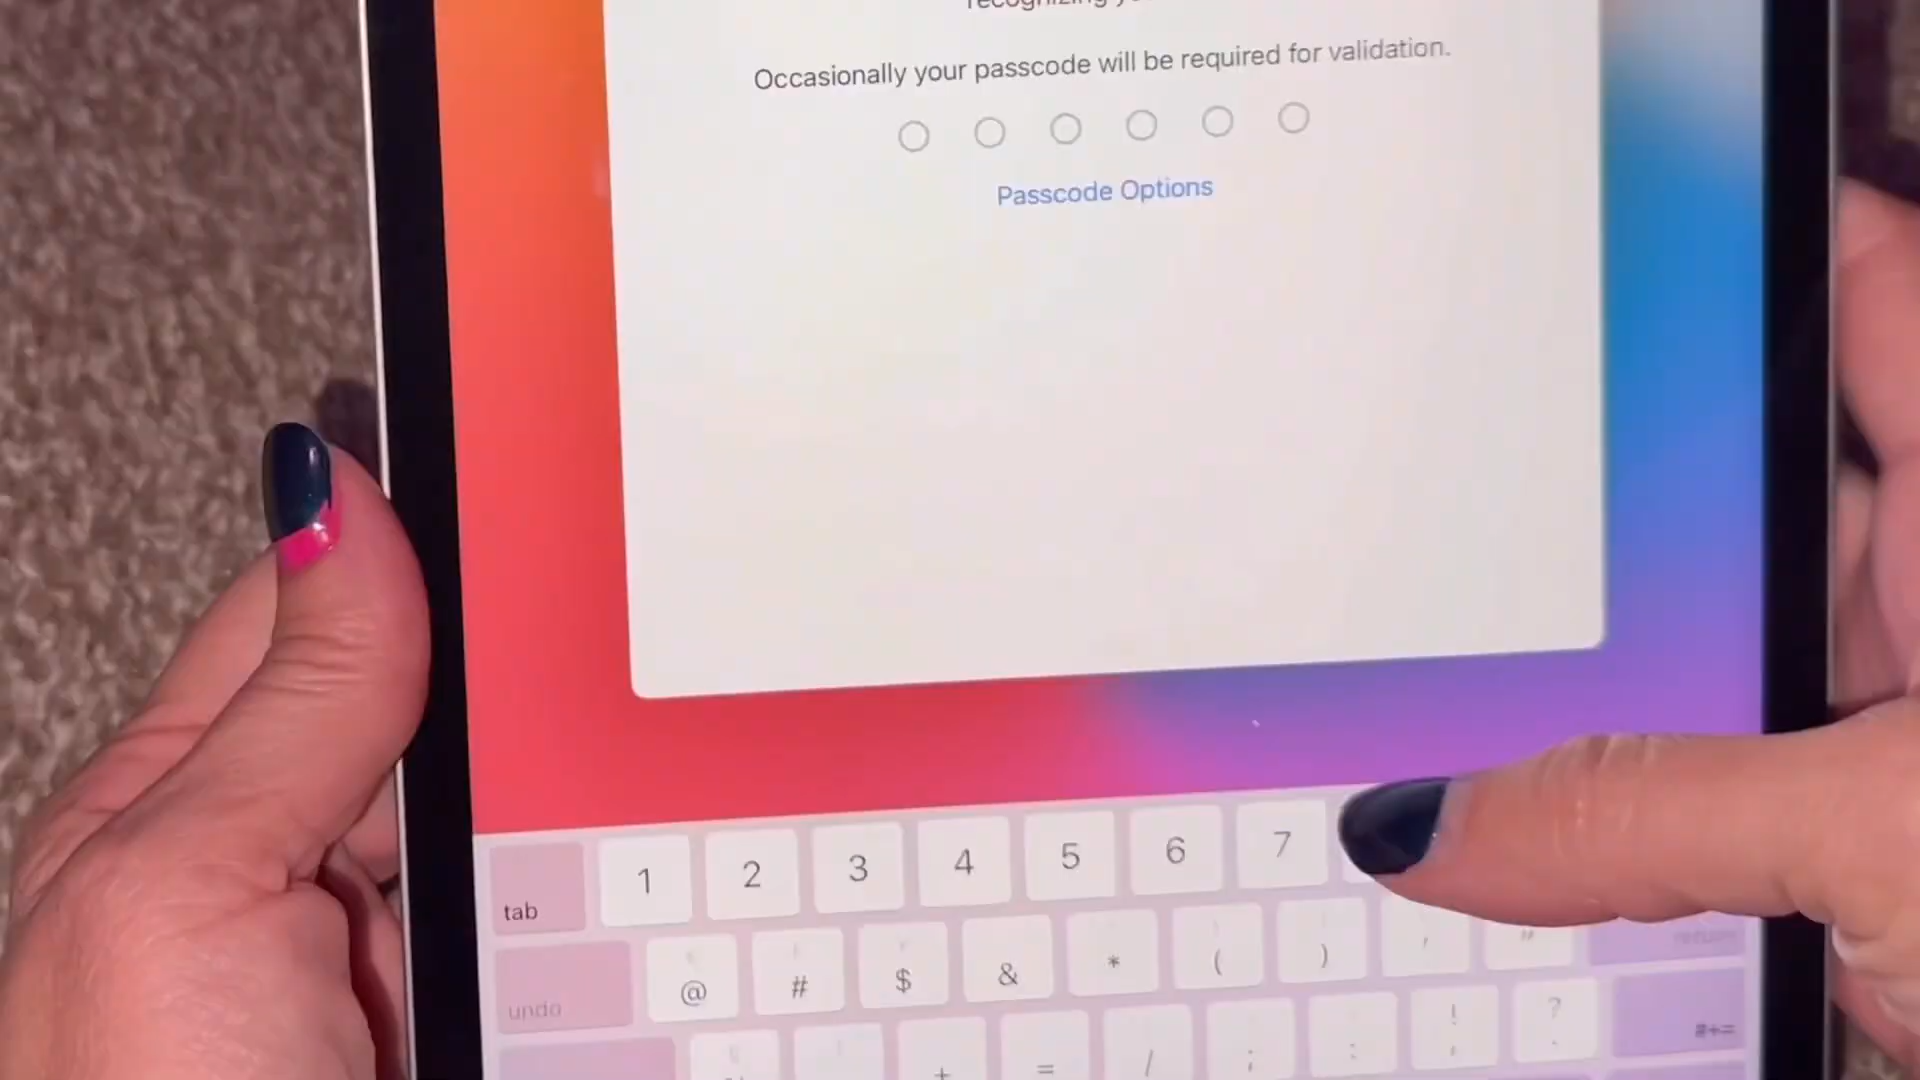 recognizing
Occasionally your passcode will be required for validation.
Passcode Options
1 2 3 4 5 6 7
tab
@ # $ & * ( ) ' "
undo
+ = / ; : ! ?
#+=